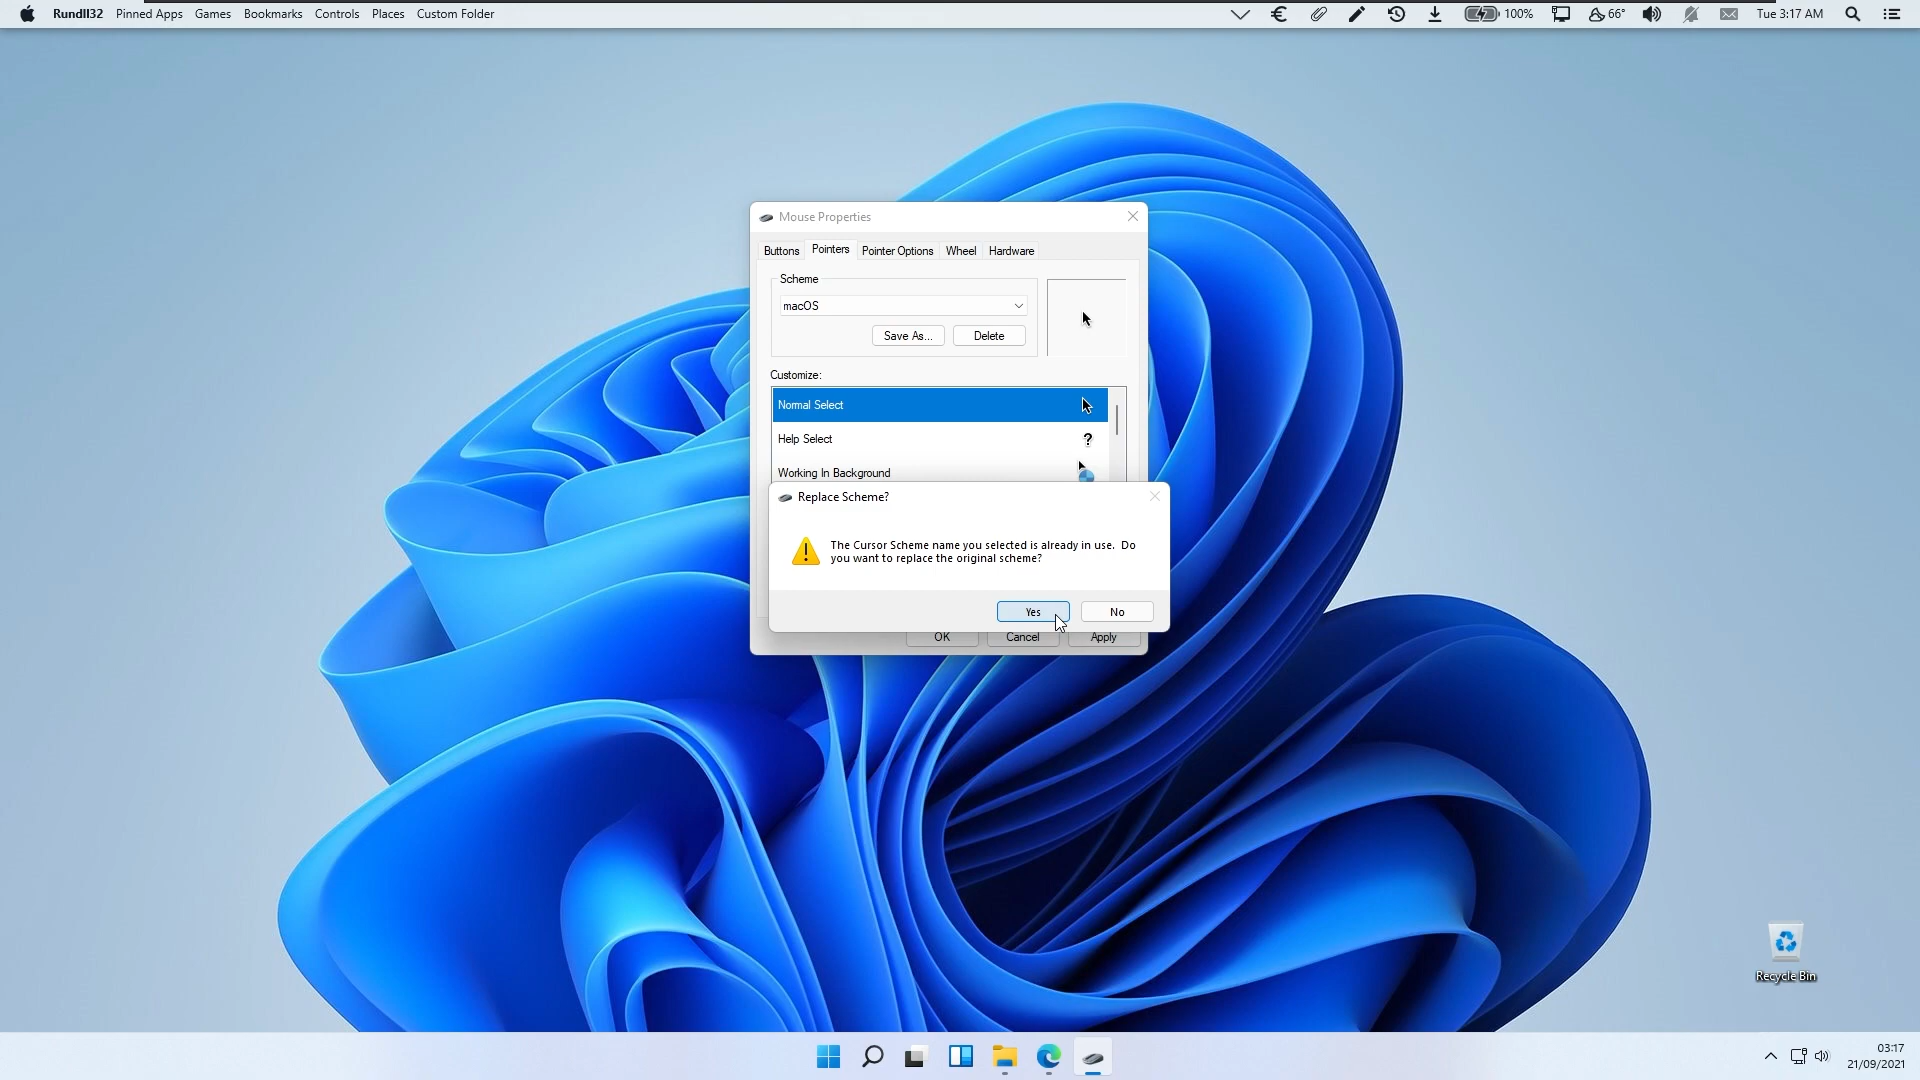 Rundll32 Pinned Apps Games Bookmarks Controls Places Custom Folder 100% 66° Tue 3:17 AM
Mouse Properties
Buttons Pointers Pointer Options Wheel Hardware
Scheme
macOS
Save As... Delete
Customize:
Normal Select
Help Select
Working In Background
Replace Scheme?
The Cursor Scheme name you selected is already in use. Do
you want to replace the original scheme?
Yes No
OK Cancel Apply
Recycle Bin
03:17
21/09/2021